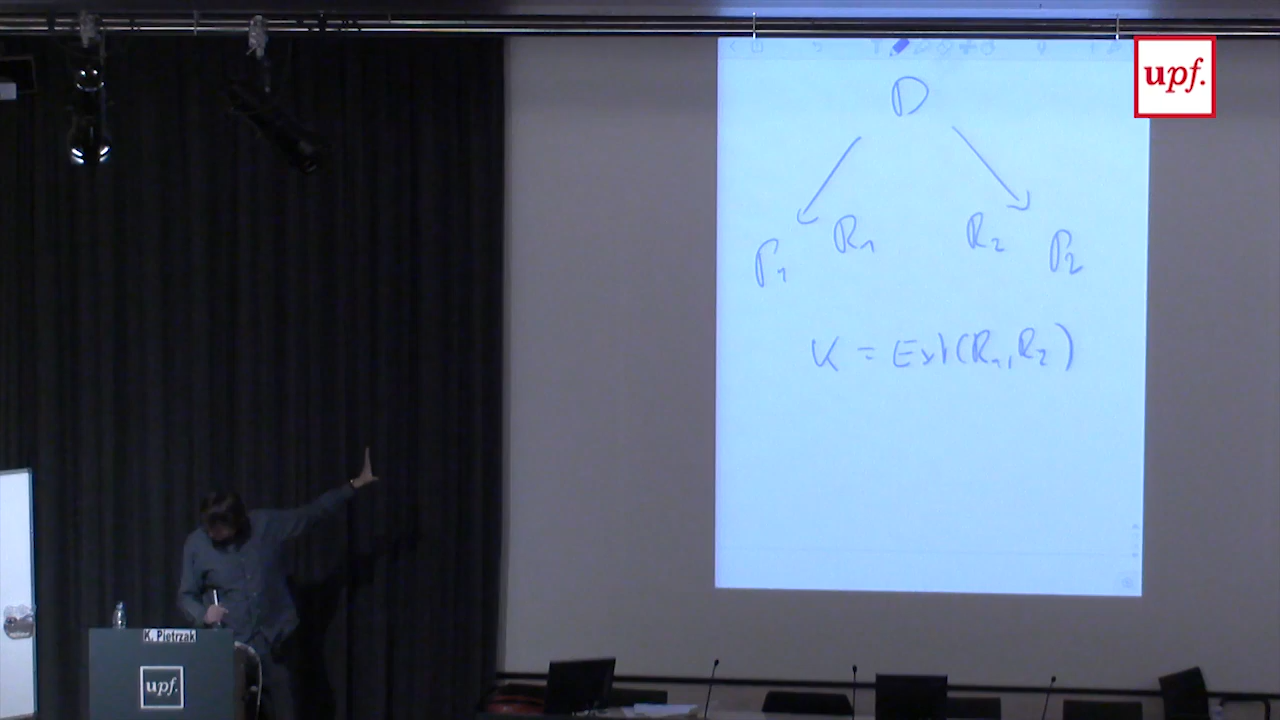 upf.
D
P₁ R₁ R₂ P₂
K = Ext(R₁, R₂)
K. Pietrzak
upf.